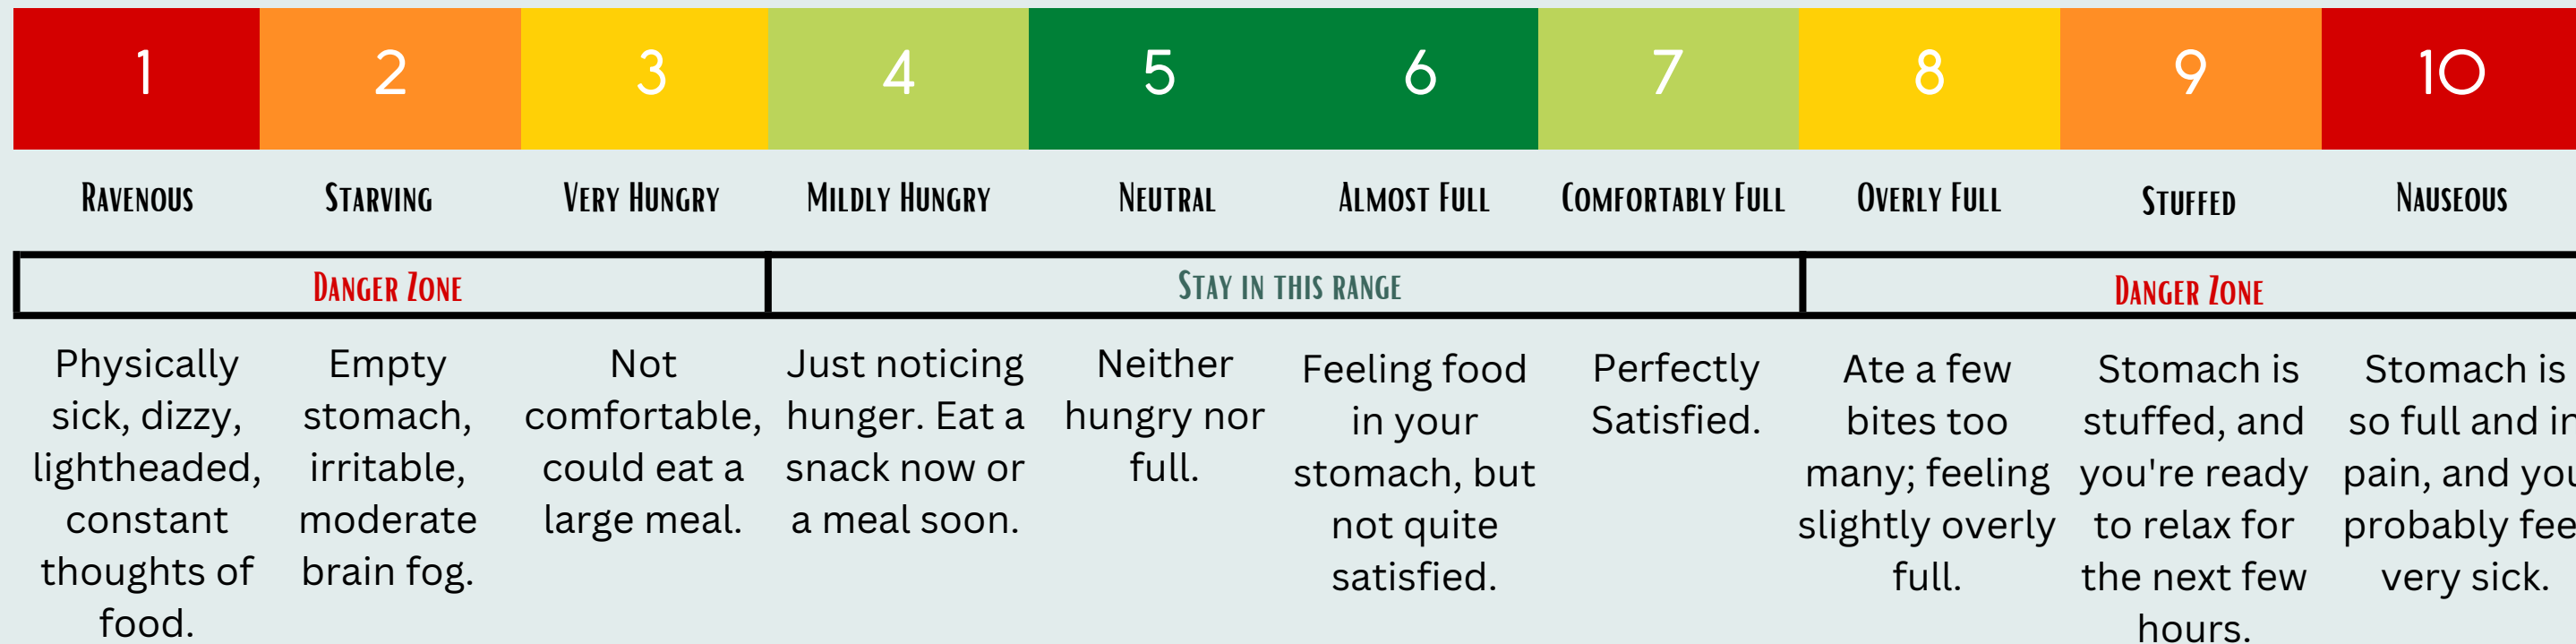 1 2 3 4 5 6 7 8 9 10
RAVENOUS STARVING VERY HUNGRY MILDLY HUNGRY NEUTRAL ALMOST FULL COMFORTABLY FULL OVERLY FULL STUFFED NAUSEOUS
DANGER ZONE STAY IN THIS RANGE DANGER ZONE
Physically
sick, dizzy,
lightheaded,
constant
thoughts of
food.
Empty
stomach,
irritable,
moderate
brain fog.
Not
comfortable,
could eat a
large meal.
Just noticing
hunger. Eat a
snack now or
a meal soon.
Neither
hungry nor
full.
Feeling food
in your
stomach, but
not quite
satisfied.
Perfectly
Satisfied.
Ate a few
bites too
many; feeling
slightly overly
full.
Stomach is
stuffed, and
you're ready
to relax for
the next few
hours.
Stomach is
so full and in
pain, and you
probably fee
very sick.